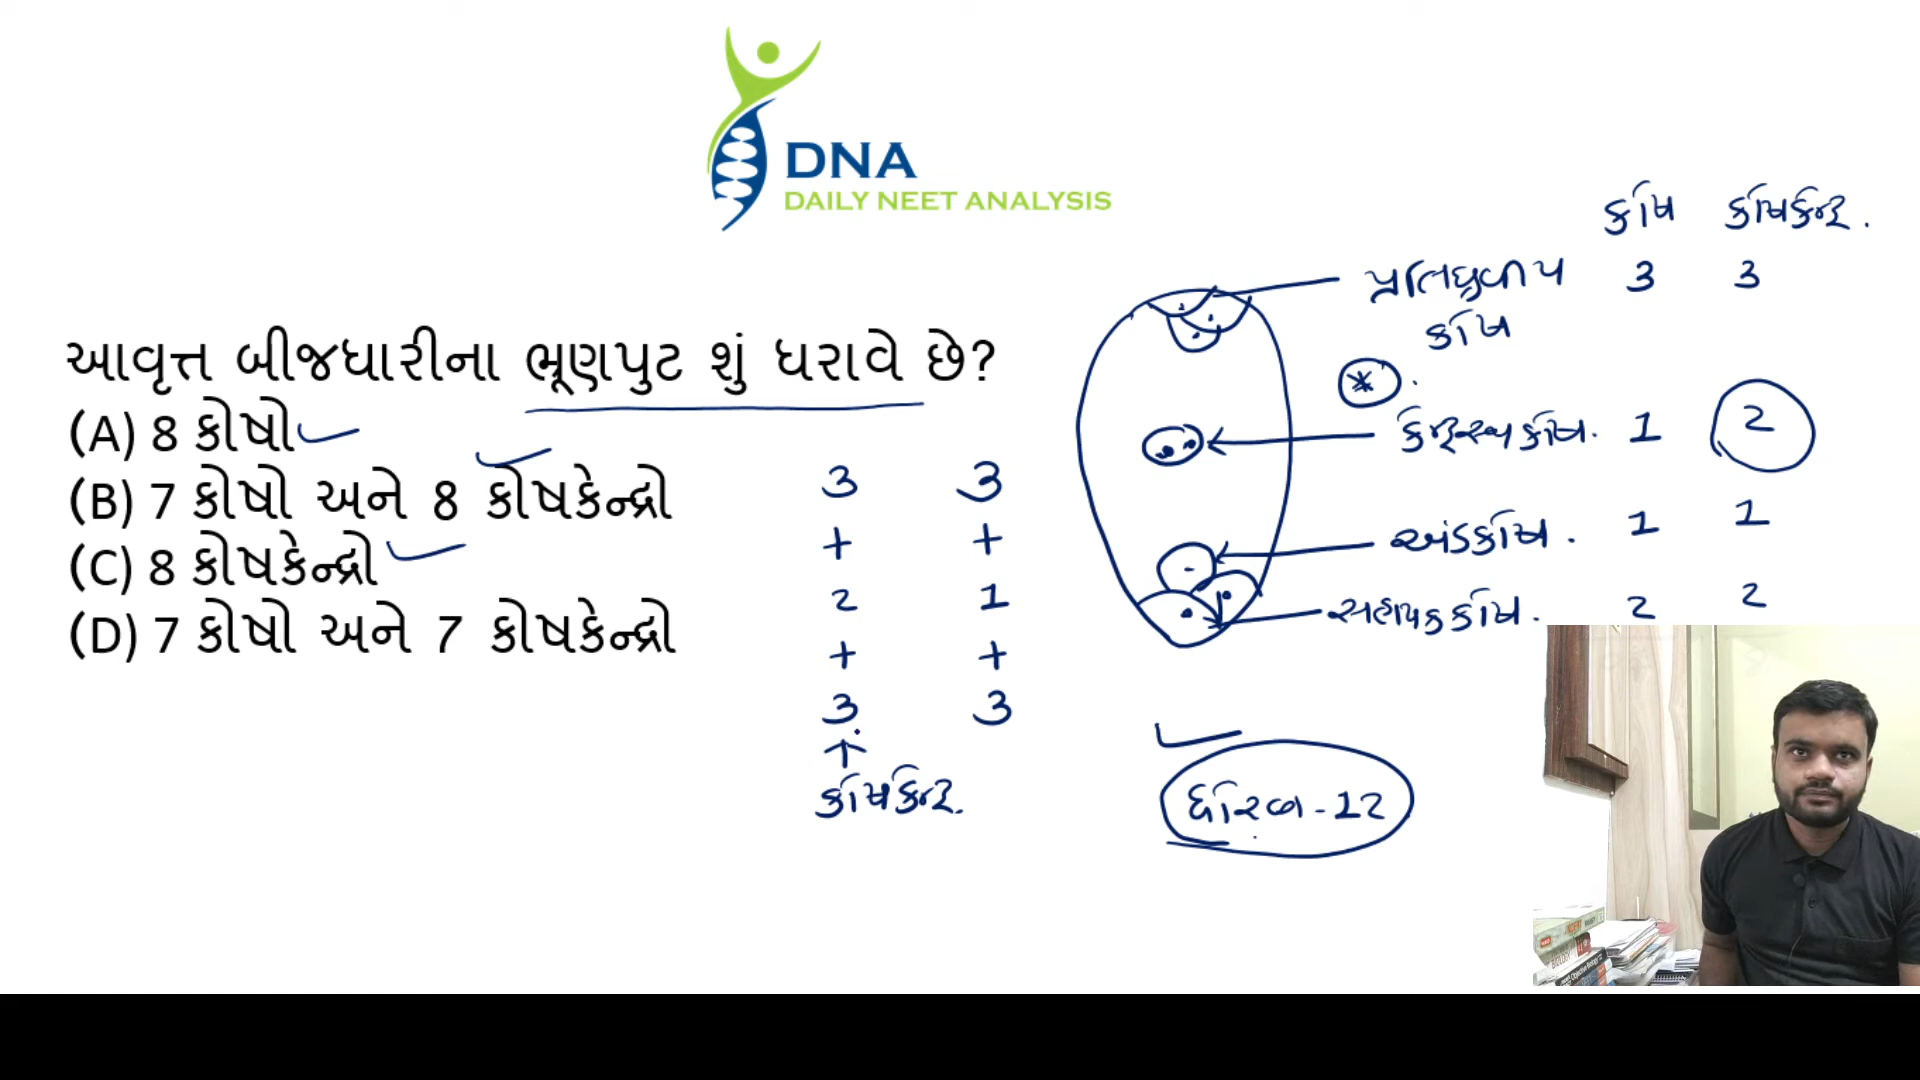 DNA
DAILY NEET ANALYSIS
આવૃત્ત બીજધારીના ભ્રૂણપુટ શું ધરાવે છે?
(A) 8 કોષો
(B) 7 કોષો અને 8 કોષકેન્દ્રો
(C) 8 કોષકેન્દ્રો
(D) 7 કોષો અને 7 કોષકેન્દ્રો
3 3
+ +
2 1
+ +
3 3
કોષકેન્દ્ર.
કોષ કોષકેન્દ્ર.
પ્રતિધ્રુવીય 3 3
કોષ
*
કેન્દ્રસ્થ કોષ. 1 2
અંડકોષ. 1 1
સહાયક કોષ. 2 2
ધોરણ-12